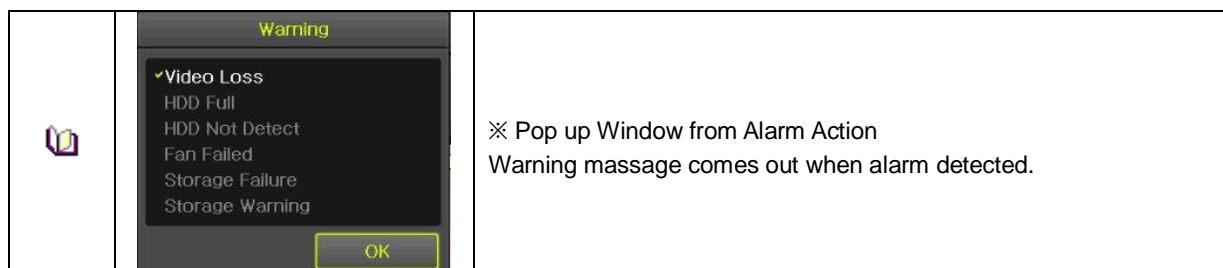 Warning
✓Video Loss
HDD Full
HDD Not Detect
Fan Failed
Storage Failure
Storage Warning
OK
※ Pop up Window from Alarm Action
Warning massage comes out when alarm detected.